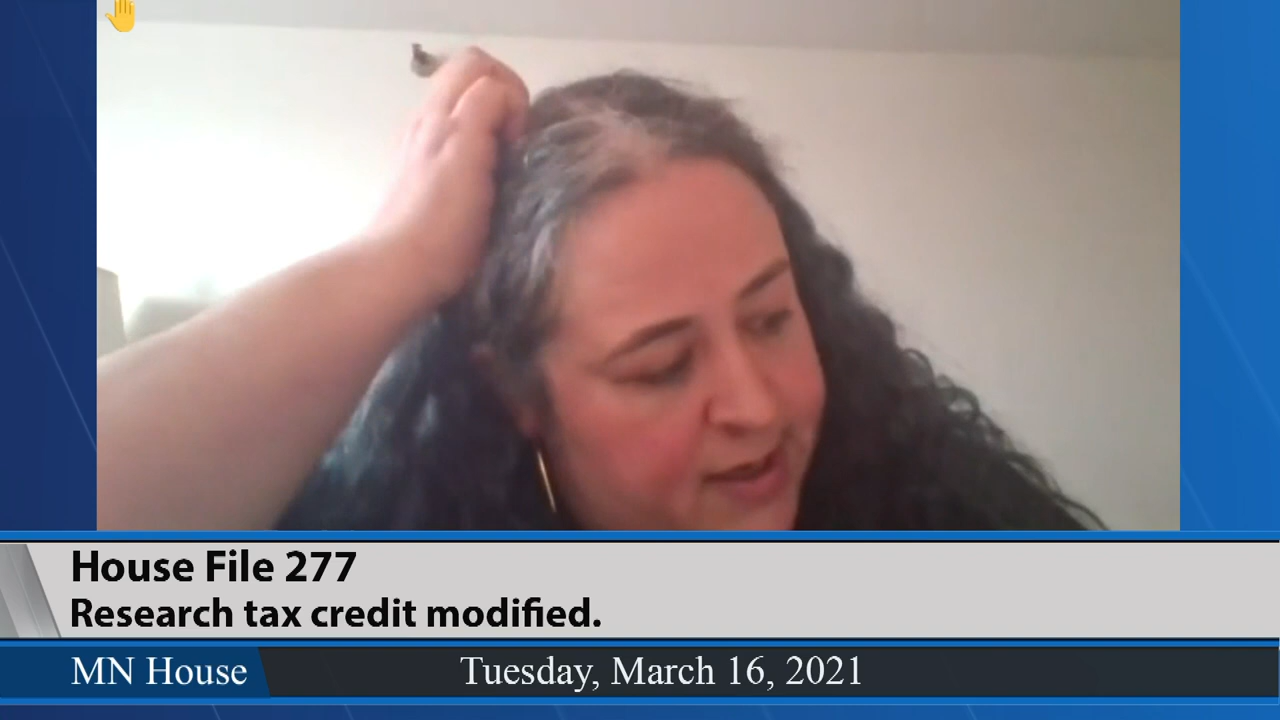 House File 277
Research tax credit modified.
MN House
Tuesday, March 16, 2021